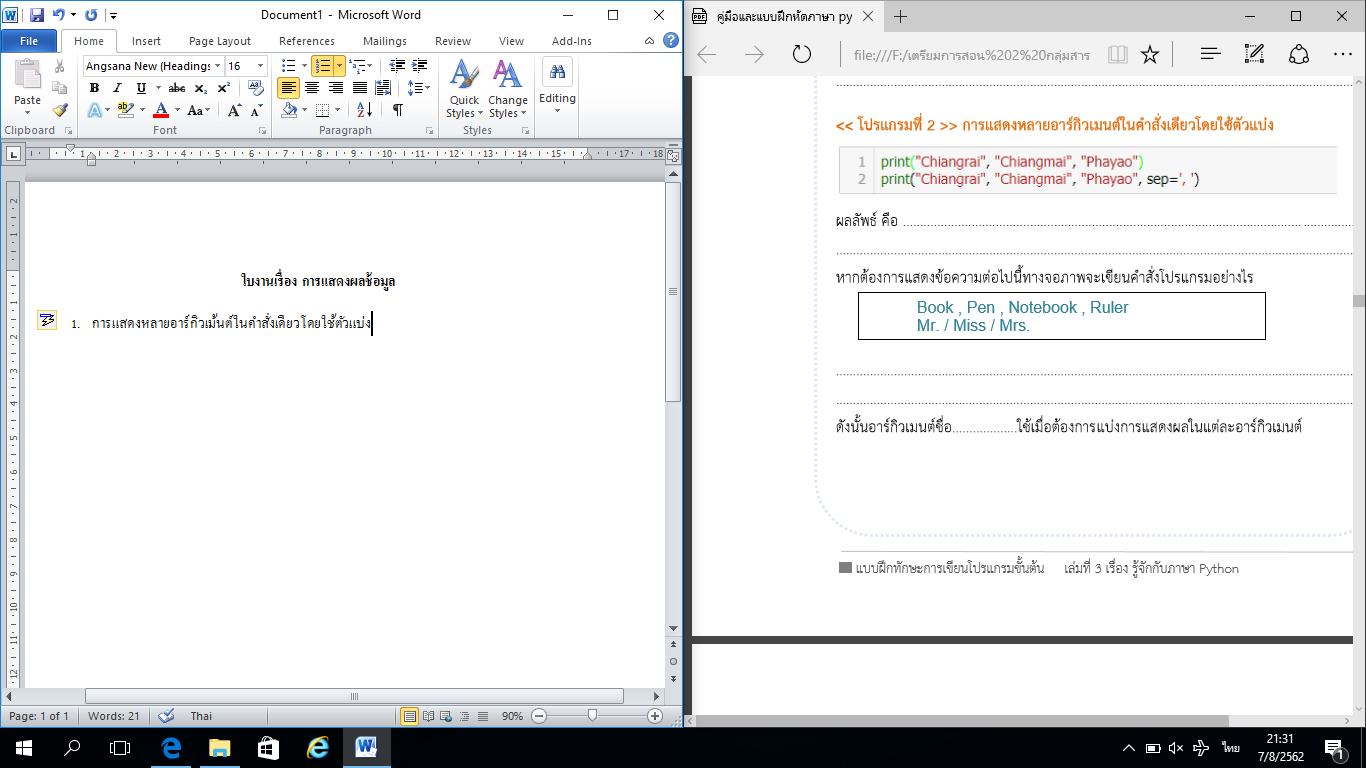 Document1 - Microsoft Word
File Home Insert Page Layout References Mailings Review View Add-Ins
Paste
Clipboard
Angsana New (Headings 16
Font
Paragraph
Quick Styles
Change Styles
Styles
Editing
ใบงานเรื่อง การแสดงผลข้อมูล
1. การแสดงหลายอาร์กิวเม้นต์ในคำสั่งเดียวโดยใช้ตัวแบ่ง
Page: 1 of 1 Words: 21 Thai 90%
คู่มือและแบบฝึกหัดภาษา py
file:///F:/เตรียมการสอน%202%20กลุ่มสาร
<< โปรแกรมที่ 2 >> การแสดงหลายอาร์กิวเมนต์ในคำสั่งเดียวโดยใช้ตัวแบ่ง
1 print("Chiangrai", "Chiangmai", "Phayao")
2 print("Chiangrai", "Chiangmai", "Phayao", sep=', ')
ผลลัพธ์ คือ ........................................
หากต้องการแสดงข้อความต่อไปนี้ทางจอภาพจะเขียนคำสั่งโปรแกรมอย่างไร
Book , Pen , Notebook , Ruler
Mr. / Miss / Mrs.
ดังนั้นอาร์กิวเมนต์ชื่อ...................ใช้เมื่อต้องการแบ่งการแสดงผลในแต่ละอาร์กิวเมนต์
แบบฝึกทักษะการเขียนโปรแกรมขั้นต้น เล่มที่ 3 เรื่อง รู้จักกับภาษา Python
ไทย
21:31
7/8/2562
1